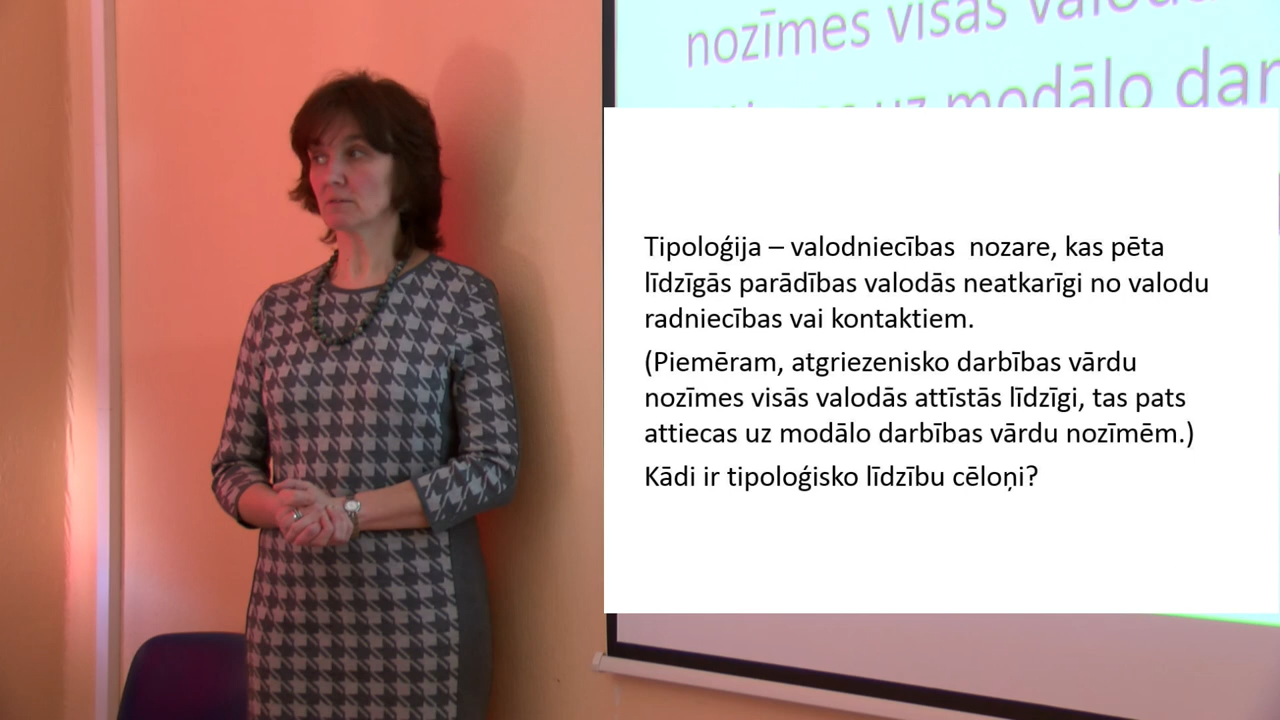 nozīmes visās valodās
uz modālo dar
Tipoloģija – valodniecības nozare, kas pēta
līdzīgās parādības valodās neatkarīgi no valodu
radniecības vai kontaktiem.
(Piemēram, atgriezenisko darbības vārdu
nozīmes visās valodās attīstās līdzīgi, tas pats
attiecas uz modālo darbības vārdu nozīmēm.)
Kādi ir tipoloģisko līdzību cēloņi?